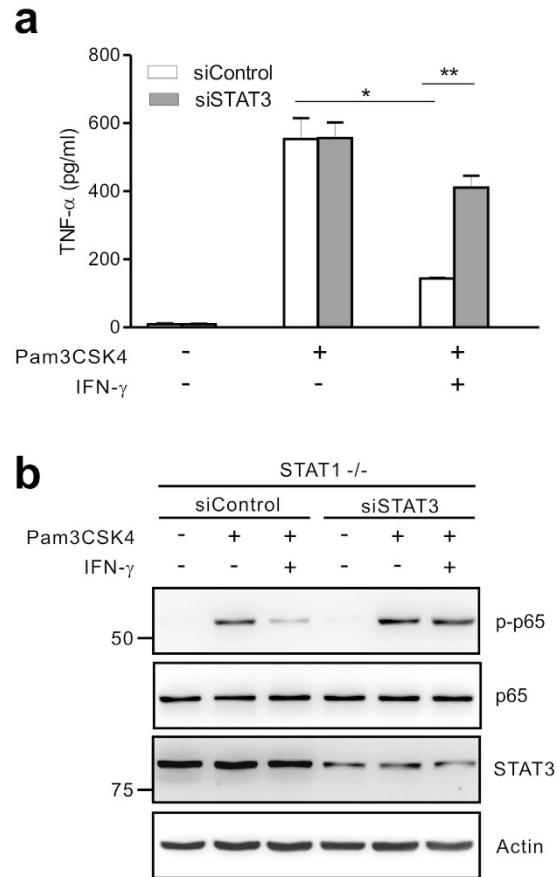 a
800
600
400
200
0
TNF-α (pg/ml)
siControl
siSTAT3
*
**
Pam3CSK4 - + +
IFN-γ - - +
b
STAT1 -/-
siControl siSTAT3
Pam3CSK4 - + + - + +
IFN-γ - - + - - +
50
p-p65
p65
STAT3
75
Actin